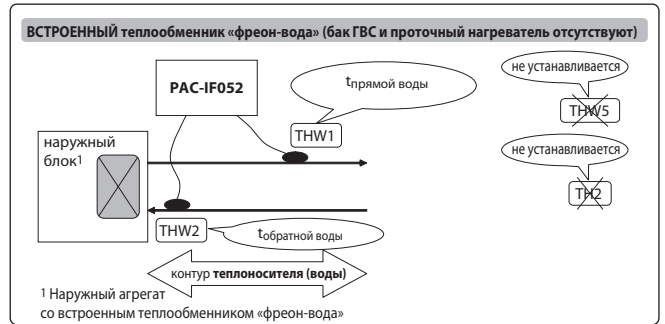 ВСТРОЕННЫЙ теплообменник «фреон-вода» (бак ГВС и проточный нагреватель отсутствуют)
PAC-IF052
tпрямой воды
не устанавливается
THW5
THW1
наружный
блок1
не устанавливается
TH2
THW2
tобратной воды
контур теплоносителя (воды)
1 Наружный агрегат
со встроенным теплообменником «фреон-вода»